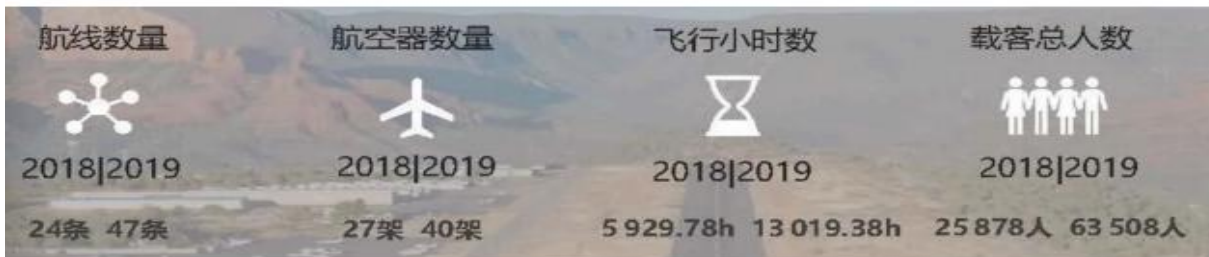 航线数量 航空器数量 飞行小时数 载客总人数
2018|2019 2018|2019 2018|2019 2018|2019
24条 47条 27架 40架 5 929.78h 13 019.38h 25 878人 63 508人